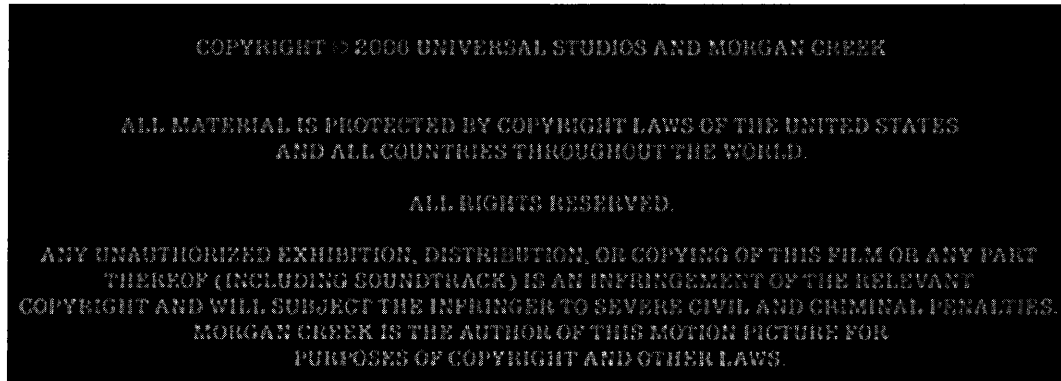 COPYRIGHT © 2006 UNIVERSAL STUDIOS AND MORGAN CREEK
ALL MATERIAL IS PROTECTED BY COPYRIGHT LAWS OF THE UNITED STATES
AND ALL COUNTRIES THROUGHOUT THE WORLD.
ALL RIGHTS RESERVED.
ANY UNAUTHORIZED EXHIBITION, DISTRIBUTION, OR COPYING OF THIS FILM OR ANY PART
THEREOF (INCLUDING SOUNDTRACK) IS AN INFRINGEMENT OF THE RELEVANT
COPYRIGHT AND WILL SUBJECT THE INFRINGER TO SEVERE CIVIL AND CRIMINAL PENALTIES.
MORGAN CREEK IS THE AUTHOR OF THIS MOTION PICTURE FOR
PURPOSES OF COPYRIGHT AND OTHER LAWS.